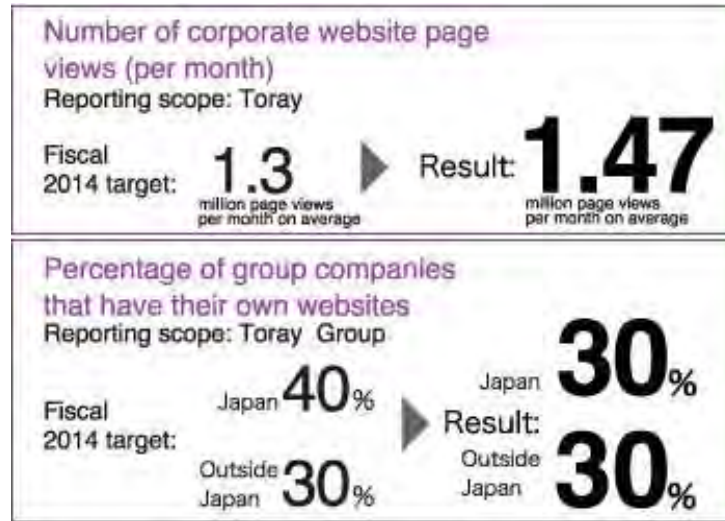 Number of corporate website page
views (per month)
Reporting scope: Toray
Fiscal
2014 target:
1.3
million page views
per month on average
Result:
1.47
million page views
per month on average
Percentage of group companies
that have their own websites
Reporting scope: Toray Group
Fiscal
2014 target:
Japan 40%
Outside
Japan 30%
Result:
Japan 30%
Outside
Japan 30%